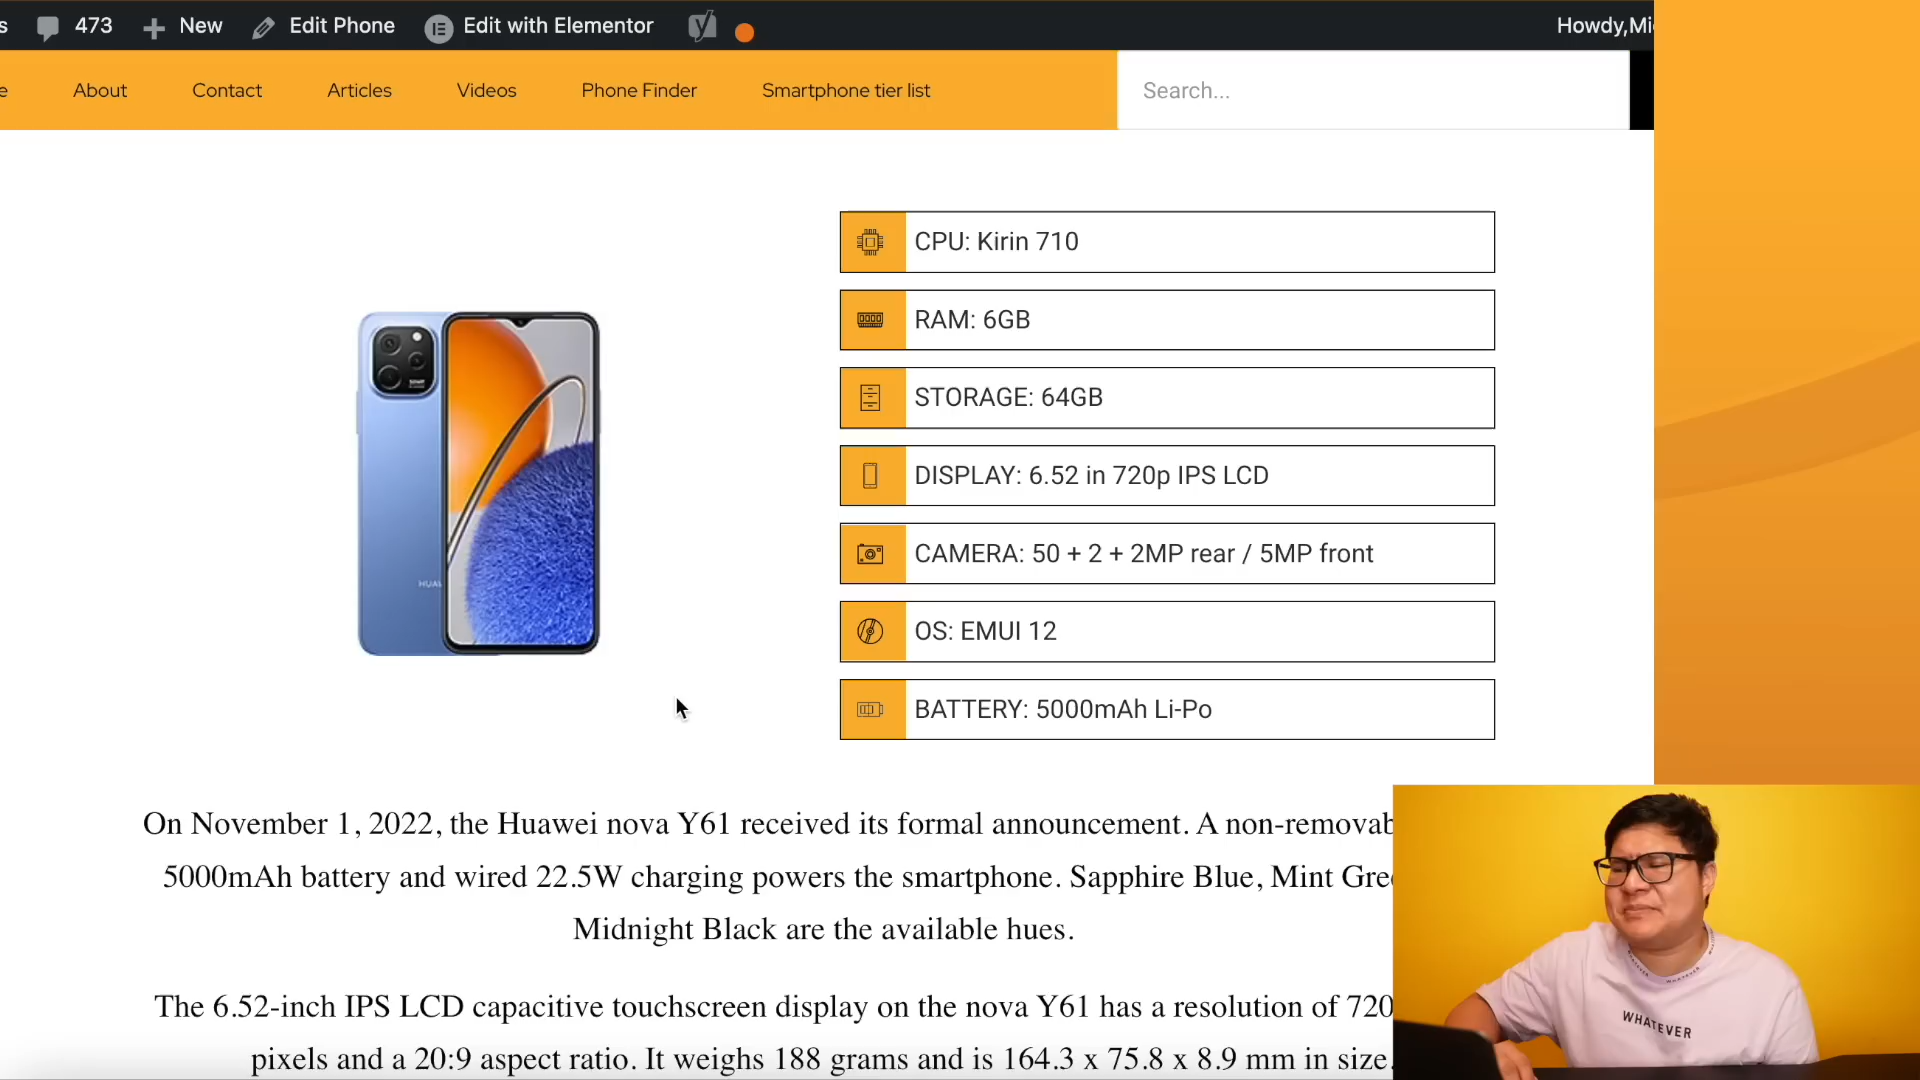 s 473 New Edit Phone Edit with Elementor Howdy,Mi
e About Contact Articles Videos Phone Finder Smartphone tier list Search...
CPU: Kirin 710
RAM: 6GB
STORAGE: 64GB
DISPLAY: 6.52 in 720p IPS LCD
50MP
CAMERA: 50 + 2 + 2MP rear / 5MP front
HUAW
OS: EMUI 12
BATTERY: 5000mAh Li-Po
On November 1, 2022, the Huawei nova Y61 received its formal announcement. A non-removab
5000mAh battery and wired 22.5W charging powers the smartphone. Sapphire Blue, Mint Gre
Midnight Black are the available hues.
The 6.52-inch IPS LCD capacitive touchscreen display on the nova Y61 has a resolution of 720
pixels and a 20:9 aspect ratio. It weighs 188 grams and is 164.3 x 75.8 x 8.9 mm in size.
WHATEVER